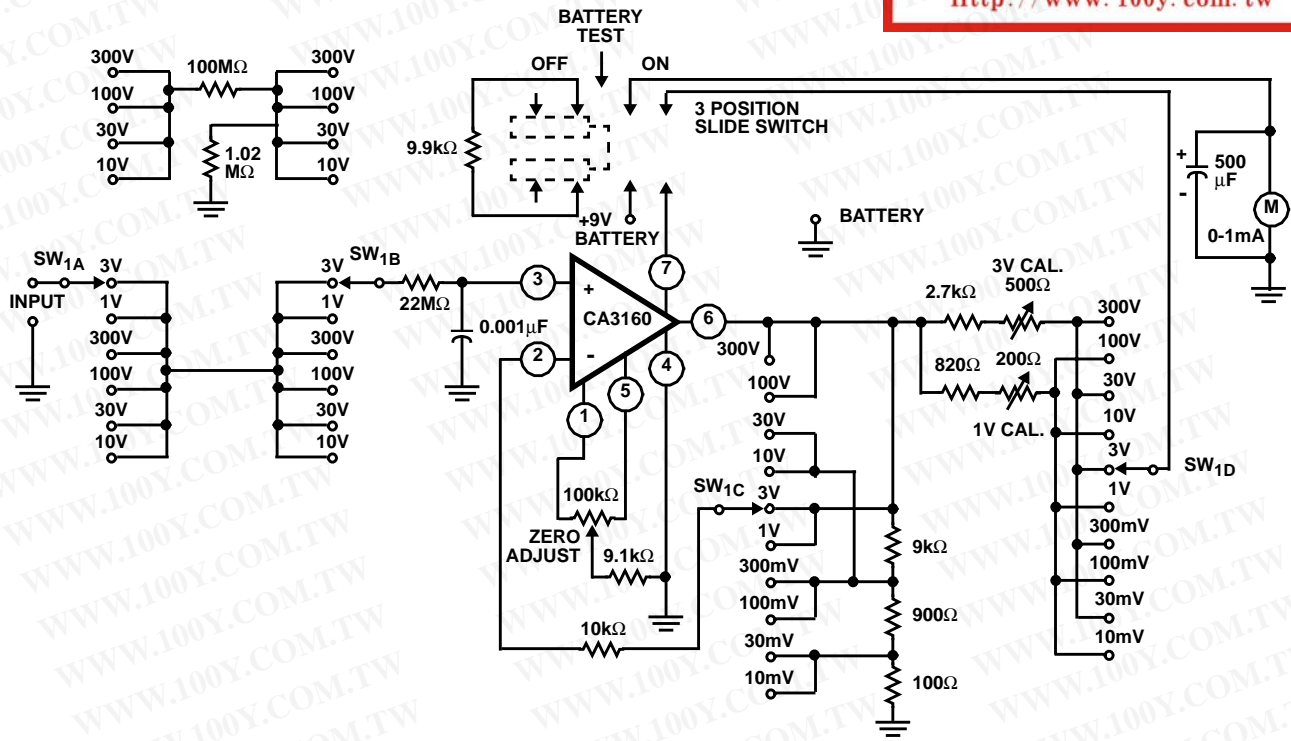 Http://www.100y.com.tw
BATTERY
TEST
OFF
ON
3 POSITION
SLIDE SWITCH
300V
100V
30V
10V
100MΩ
1.02
MΩ
300V
100V
30V
10V
9.9kΩ
+9V
BATTERY
BATTERY
+
500
µF
-
M
0-1mA
SW1A
INPUT
3V
1V
300V
100V
30V
10V
3V
1V
300V
100V
30V
10V
SW1B
22MΩ
0.001µF
3
+
CA3160
2
-
7
6
4
5
1
100kΩ
ZERO
ADJUST
9.1kΩ
10kΩ
SW1C
300V
100V
30V
10V
3V
1V
300mV
100mV
30mV
10mV
9kΩ
900Ω
100Ω
2.7kΩ
3V CAL.
500Ω
820Ω
200Ω
1V CAL.
300V
100V
30V
10V
3V
1V
300mV
100mV
30mV
10mV
SW1D
WWW.100Y.COM.TW